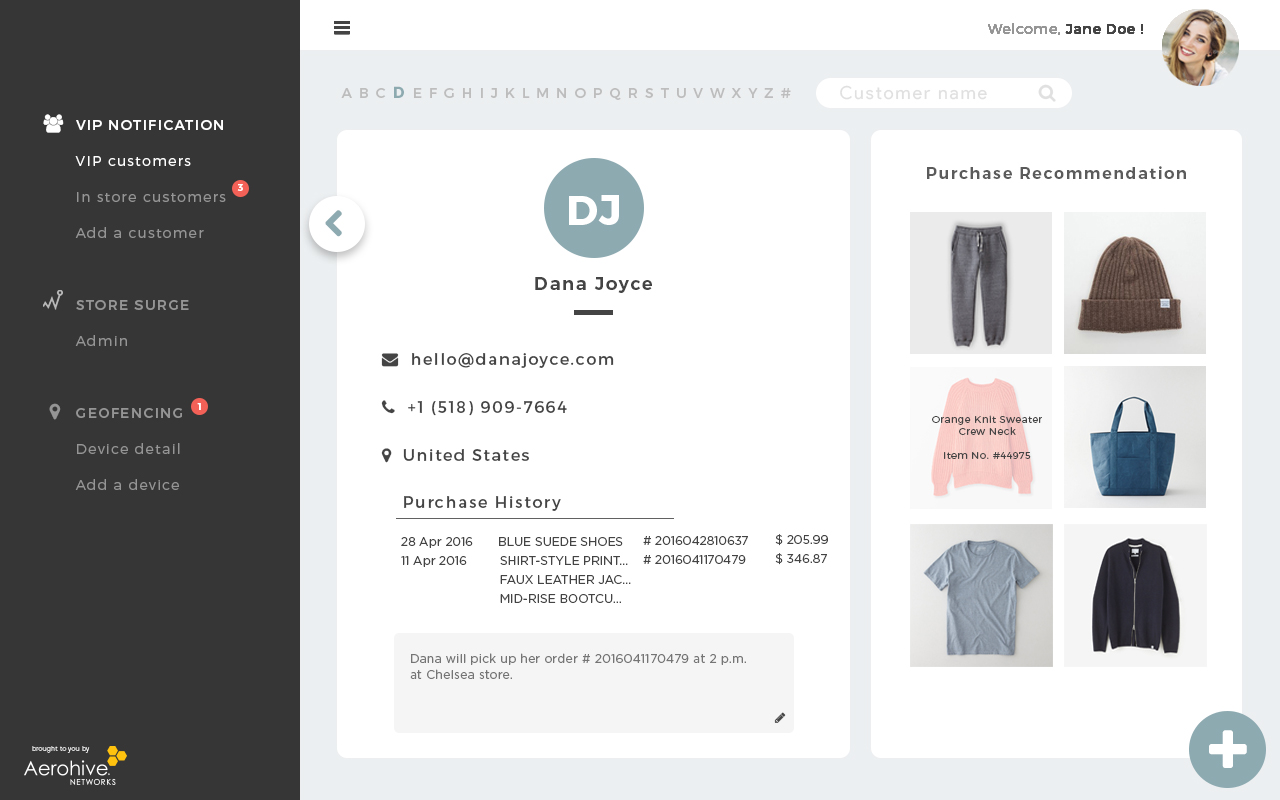 Welcome, Jane Doe !
A B C D E F G H I J K L M N O P Q R S T U V W X Y Z #
Customer name
VIP NOTIFICATION
VIP customers
In store customers 3
Add a customer
STORE SURGE
Admin
GEOFENCING 1
Device detail
Add a device
brought to you by
Aerohive
NETWORKS
DJ
Dana Joyce
hello@danajoyce.com
+1 (518) 909-7664
United States
Purchase History
28 Apr 2016 BLUE SUEDE SHOES # 2016042810637 $ 205.99
11 Apr 2016 SHIRT-STYLE PRINT... # 2016041170479 $ 346.87
FAUX LEATHER JAC...
MID-RISE BOOTCU...
Dana will pick up her order # 2016041170479 at 2 p.m.
at Chelsea store.
Purchase Recommendation
Orange Knit Sweater
Crew Neck
Item No. #44975